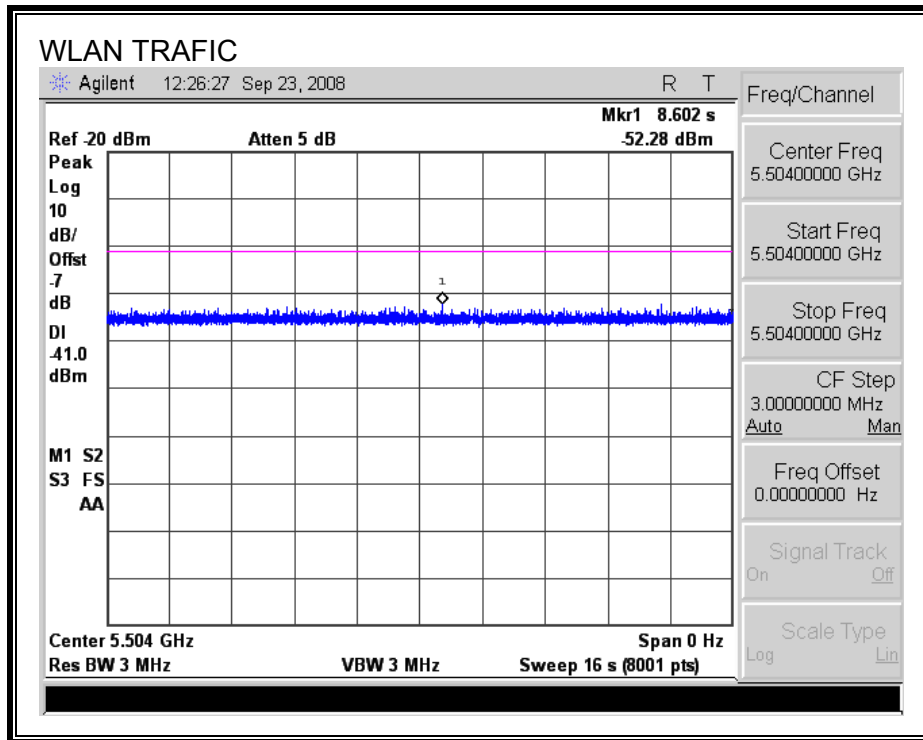 WLAN TRAFIC
Agilent 12:26:27 Sep 23, 2008 R T
Mkr1 8.602 s
Ref -20 dBm Atten 5 dB -52.28 dBm
Peak
Log
10
dB/
Offst
-7
dB
DI
-41.0
dBm
1
M1 S2
S3 FS
AA
Center 5.504 GHz Span 0 Hz
Res BW 3 MHz VBW 3 MHz Sweep 16 s (8001 pts)
Freq/Channel
Center Freq
5.50400000 GHz
Start Freq
5.50400000 GHz
Stop Freq
5.50400000 GHz
CF Step
3.00000000 MHz
Auto Man
Freq Offset
0.00000000 Hz
Signal Track
On Off
Scale Type
Log Lin